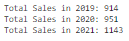 Total Sales in 2019: 914
Total Sales in 2020: 951
Total Sales in 2021: 1143